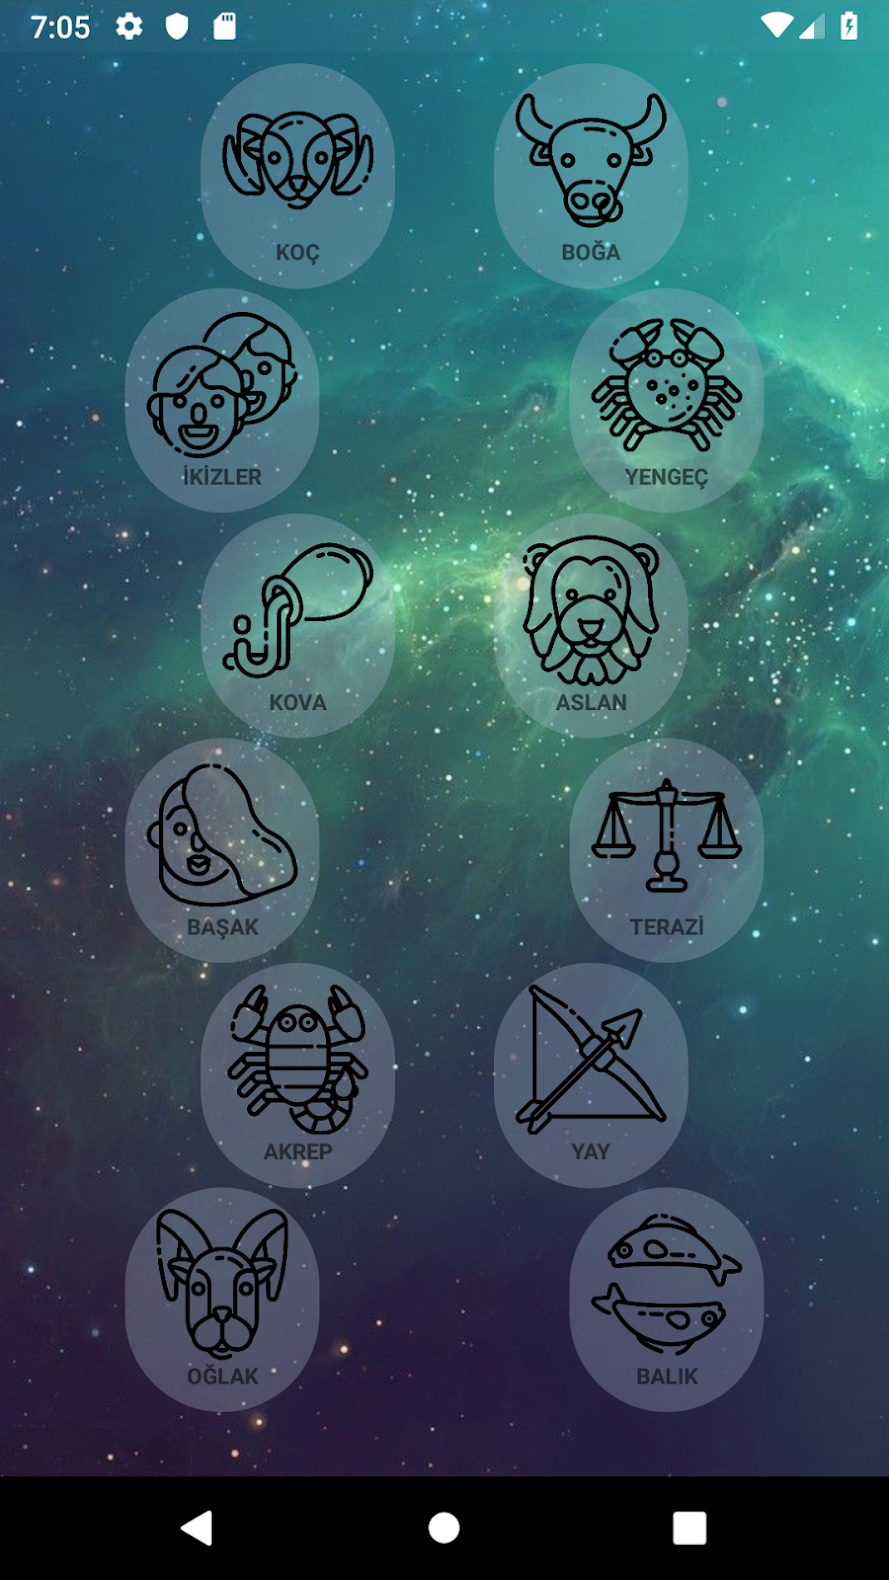 7:05
KOÇ
BOĞA
İKİZLER
YENGEÇ
KOVA
ASLAN
BAŞAK
TERAZİ
AKREP
YAY
OĞLAK
BALIK